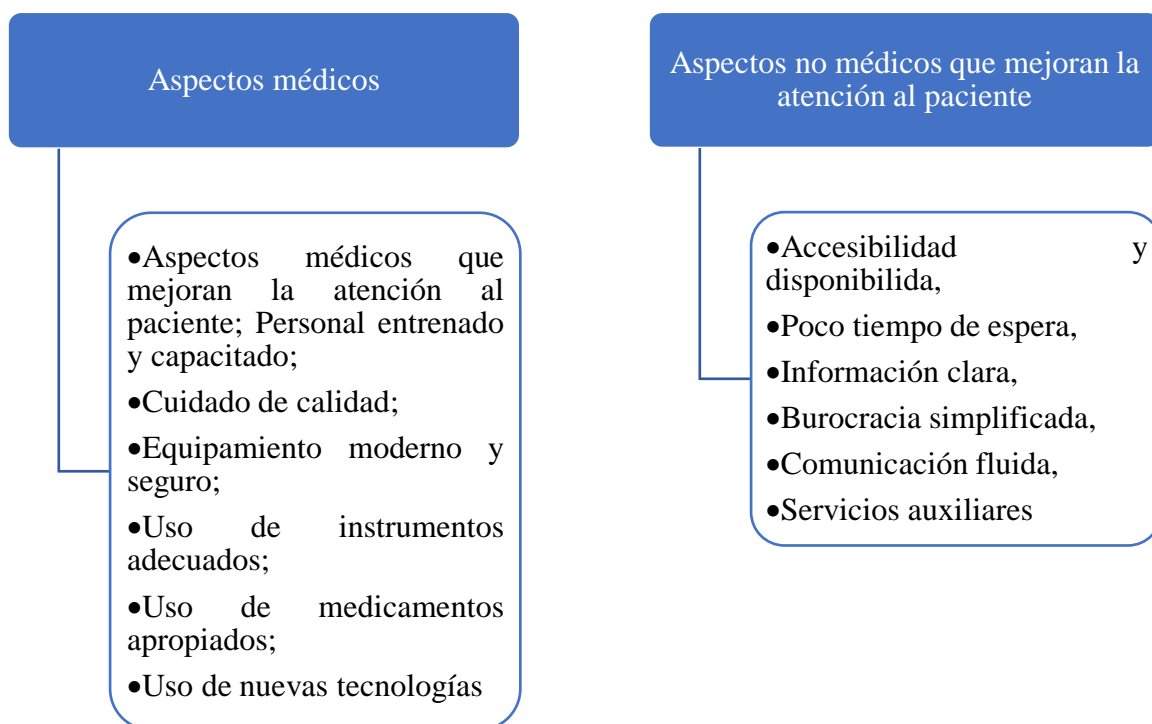 Aspectos médicos
•Aspectos médicos que
mejoran la atención al
paciente; Personal entrenado
y capacitado;
•Cuidado de calidad;
•Equipamiento moderno y
seguro;
•Uso de instrumentos
adecuados;
•Uso de medicamentos
apropiados;
•Uso de nuevas tecnologías
Aspectos no médicos que mejoran la
atención al paciente
•Accesibilidad y
disponibilida,
•Poco tiempo de espera,
•Información clara,
•Burocracia simplificada,
•Comunicación fluida,
•Servicios auxiliares